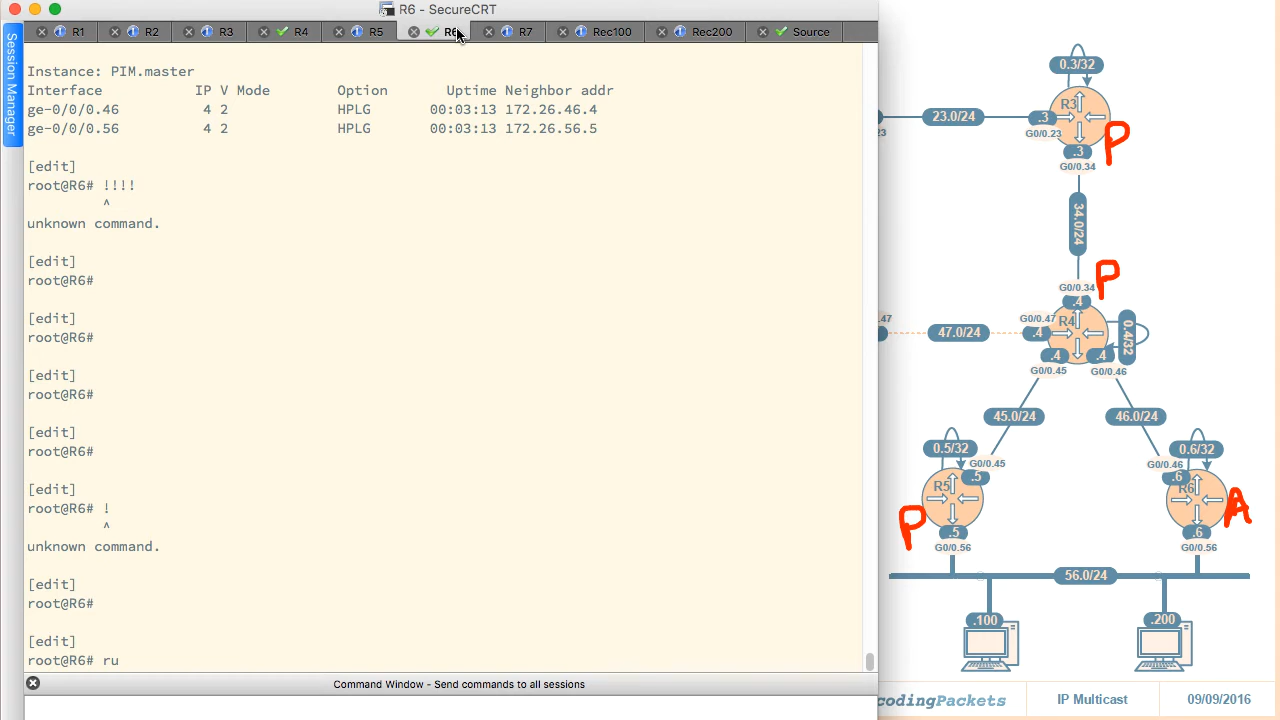 R6 - SecureCRT
R1 R2 R3 R4 R5 R6 R7 Rec100 Rec200 Source
Session Manager
Instance: PIM.master
Interface IP V Mode Option Uptime Neighbor addr
ge-0/0/0.46 4 2 HPLG 00:03:13 172.26.46.4
ge-0/0/0.56 4 2 HPLG 00:03:13 172.26.56.5
[edit]
root@R6# !!!!
^
unknown command.
[edit]
root@R6#
[edit]
root@R6#
[edit]
root@R6#
[edit]
root@R6#
[edit]
root@R6# !
^
unknown command.
[edit]
root@R6#
[edit]
root@R6# ru
Command Window - Send commands to all sessions
0.3/32
R3
23.0/24
.3
23
G0/0.23
P
.3
G0/0.34
34.0/24
P
G0/0.34
.4
.47
G0/0.47
R4
47.0/24
.4
0.4/32
.4
.4
G0/0.45
G0/0.46
45.0/24
46.0/24
0.5/32
0.6/32
G0/0.45
G0/0.46
.5
.6
R5
R6
P
A
.5
.6
G0/0.56
G0/0.56
56.0/24
.100
.200
codingPackets
IP Multicast
09/09/2016